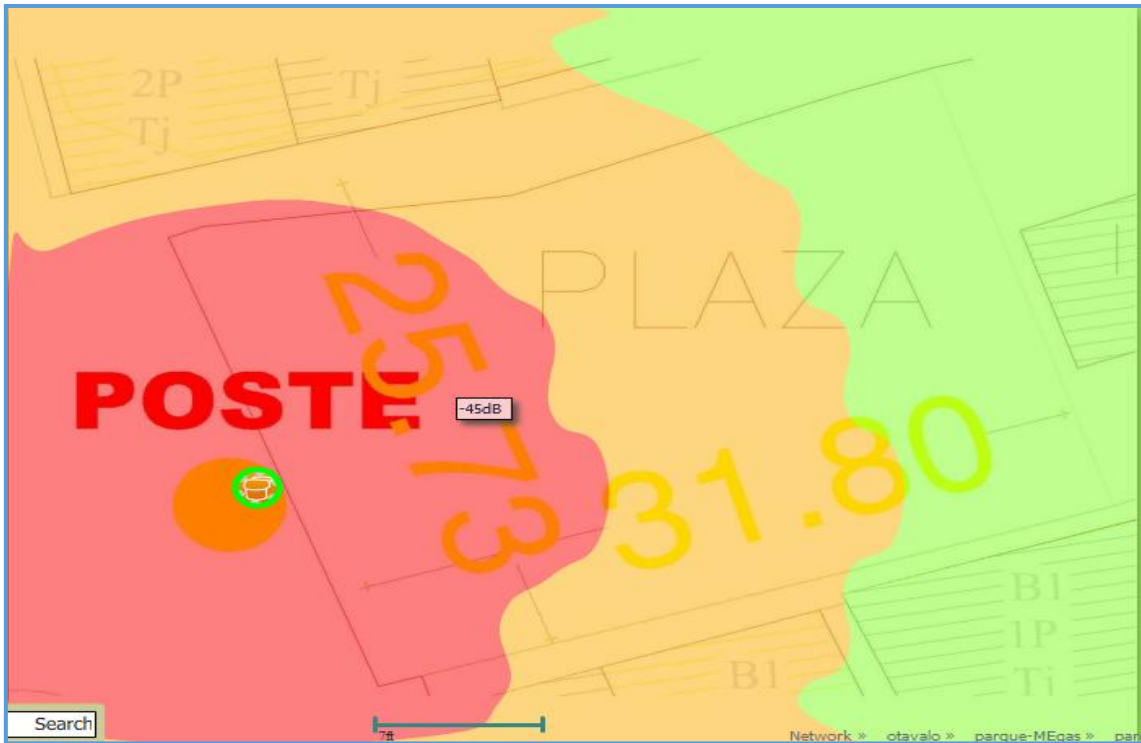 2P
Tj
Tj
PLAZA
25.73
POSTE
-45dB
31.80
B1
1P
Tj
B1
Search
7ft
Network » otavalo » parque-MEgas »